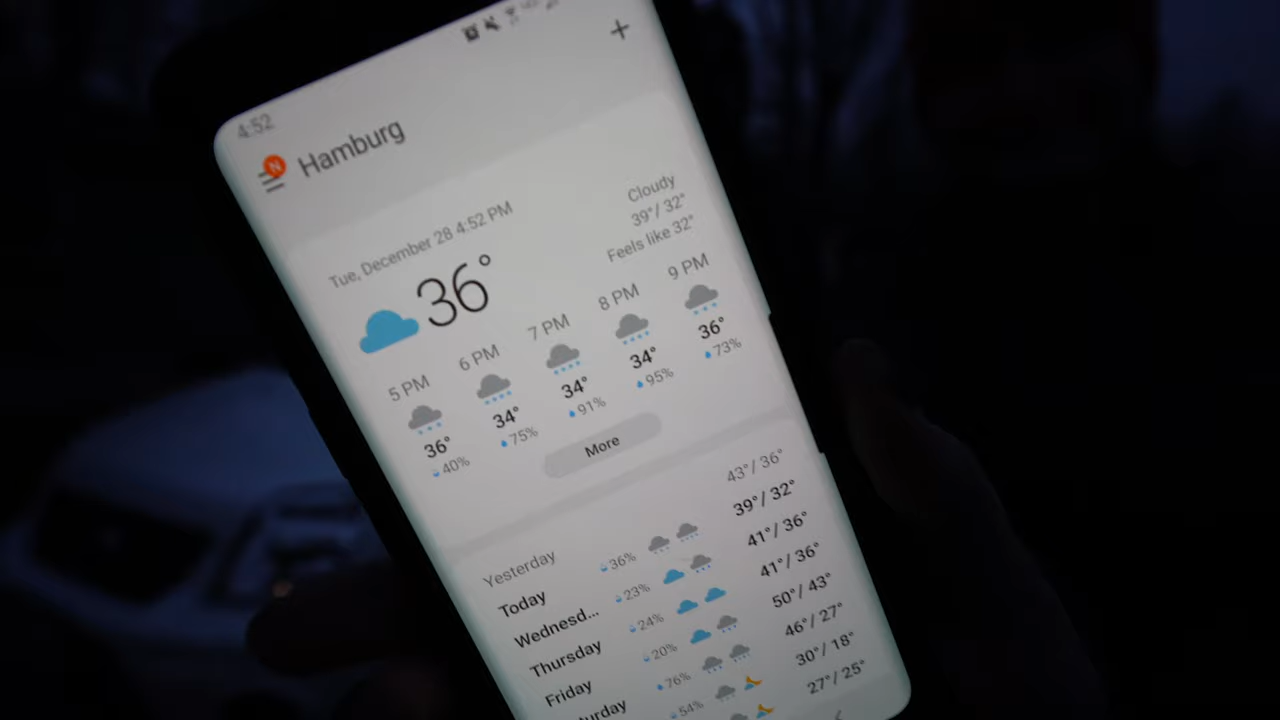 4:52
N
Hamburg
Tue, December 28 4:52 PM
36°
Cloudy
39°/ 32°
Feels like 32°
5 PM 6 PM 7 PM 8 PM 9 PM
36° 34° 34° 34° 36°
40% 75% 91% 95% 73%
More
Yesterday 43°/ 36°
Today 36% 39°/ 32°
Wednesd... 23% 41°/ 36°
Thursday 24% 41°/ 36°
Friday 20% 50°/ 43°
urday 76% 46°/ 27°
54% 30°/ 18°
27°/ 25°